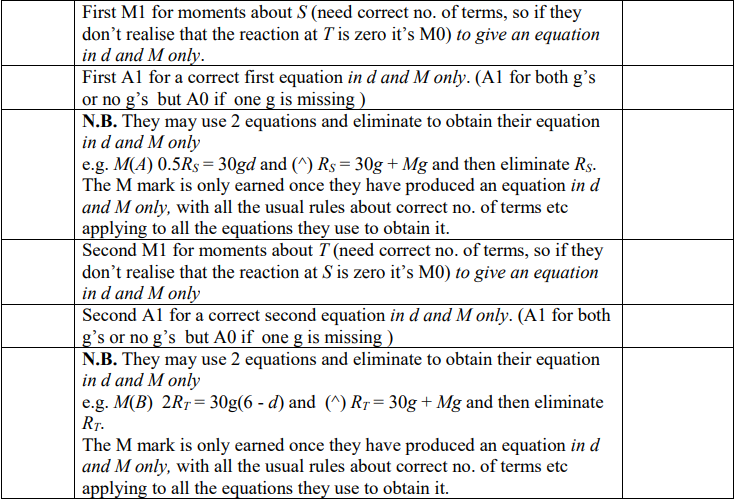 First M1 for moments about S (need correct no. of terms, so if they
don’t realise that the reaction at T is zero it’s M0) to give an equation
in d and M only.
First A1 for a correct first equation in d and M only. (A1 for both g’s
or no g’s but A0 if one g is missing )
N.B. They may use 2 equations and eliminate to obtain their equation
in d and M only
e.g. M(A) 0.5RS = 30gd and (^) RS = 30g + Mg and then eliminate RS.
The M mark is only earned once they have produced an equation in d
and M only, with all the usual rules about correct no. of terms etc
applying to all the equations they use to obtain it.
Second M1 for moments about T (need correct no. of terms, so if they
don’t realise that the reaction at S is zero it’s M0) to give an equation
in d and M only
Second A1 for a correct second equation in d and M only. (A1 for both
g’s or no g’s but A0 if one g is missing )
N.B. They may use 2 equations and eliminate to obtain their equation
in d and M only
e.g. M(B) 2RT = 30g(6 - d) and (^) RT = 30g + Mg and then eliminate
RT.
The M mark is only earned once they have produced an equation in d
and M only, with all the usual rules about correct no. of terms etc
applying to all the equations they use to obtain it.